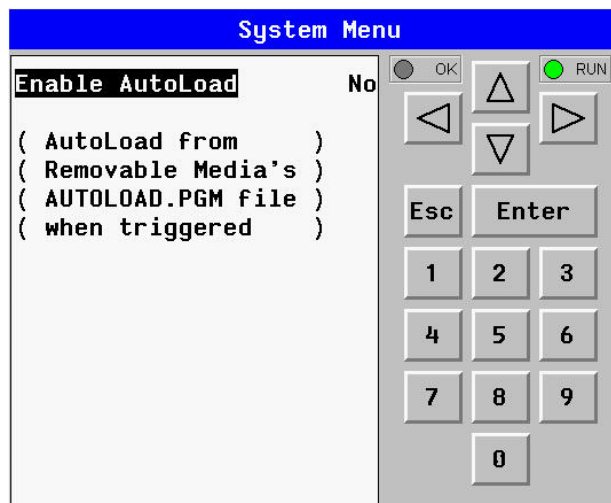 System Menu
Enable AutoLoad No
( AutoLoad from )
( Removable Media's )
( AUTOLOAD.PGM file )
( when triggered )
OK
RUN
Esc Enter
1 2 3
4 5 6
7 8 9
0